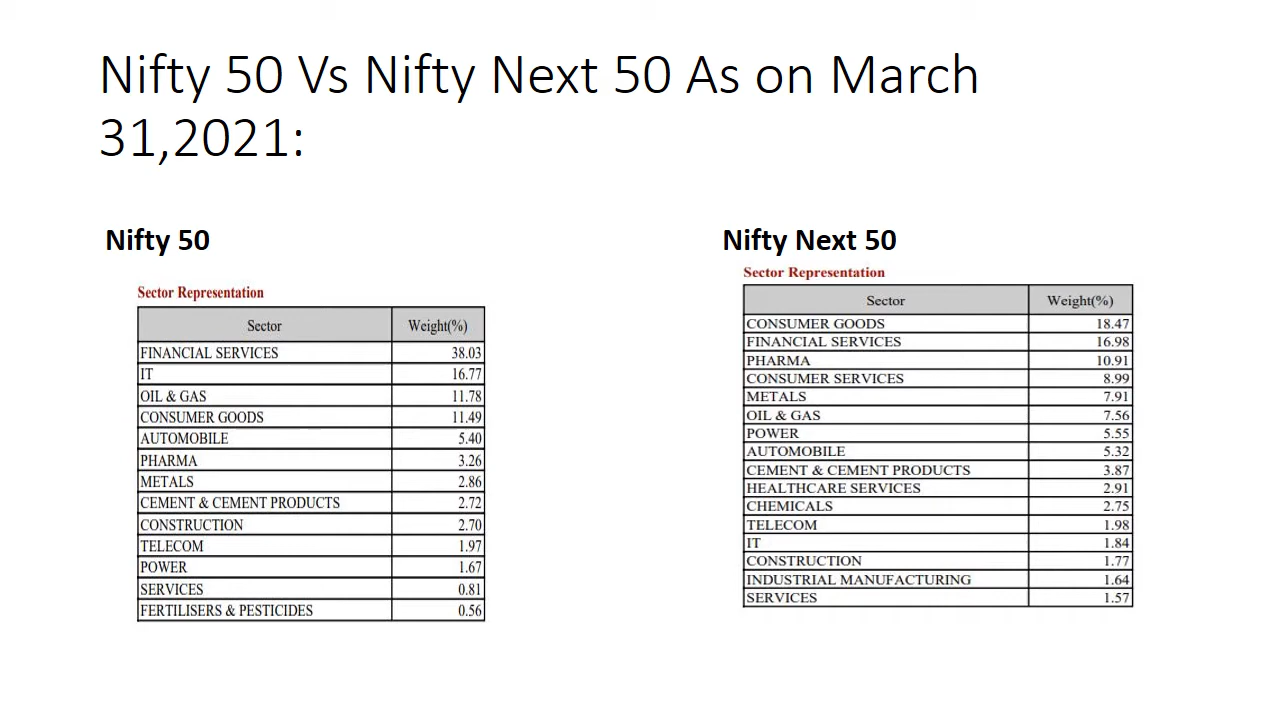 Nifty 50 Vs Nifty Next 50 As on March
31,2021:
Nifty 50
Sector Representation
Sector Weight(%)
FINANCIAL SERVICES 38.03
IT 16.77
OIL & GAS 11.78
CONSUMER GOODS 11.49
AUTOMOBILE 5.40
PHARMA 3.26
METALS 2.86
CEMENT & CEMENT PRODUCTS 2.72
CONSTRUCTION 2.70
TELECOM 1.97
POWER 1.67
SERVICES 0.81
FERTILISERS & PESTICIDES 0.56
Nifty Next 50
Sector Representation
Sector Weight(%)
CONSUMER GOODS 18.47
FINANCIAL SERVICES 16.98
PHARMA 10.91
CONSUMER SERVICES 8.99
METALS 7.91
OIL & GAS 7.56
POWER 5.55
AUTOMOBILE 5.32
CEMENT & CEMENT PRODUCTS 3.87
HEALTHCARE SERVICES 2.91
CHEMICALS 2.75
TELECOM 1.98
IT 1.84
CONSTRUCTION 1.77
INDUSTRIAL MANUFACTURING 1.64
SERVICES 1.57